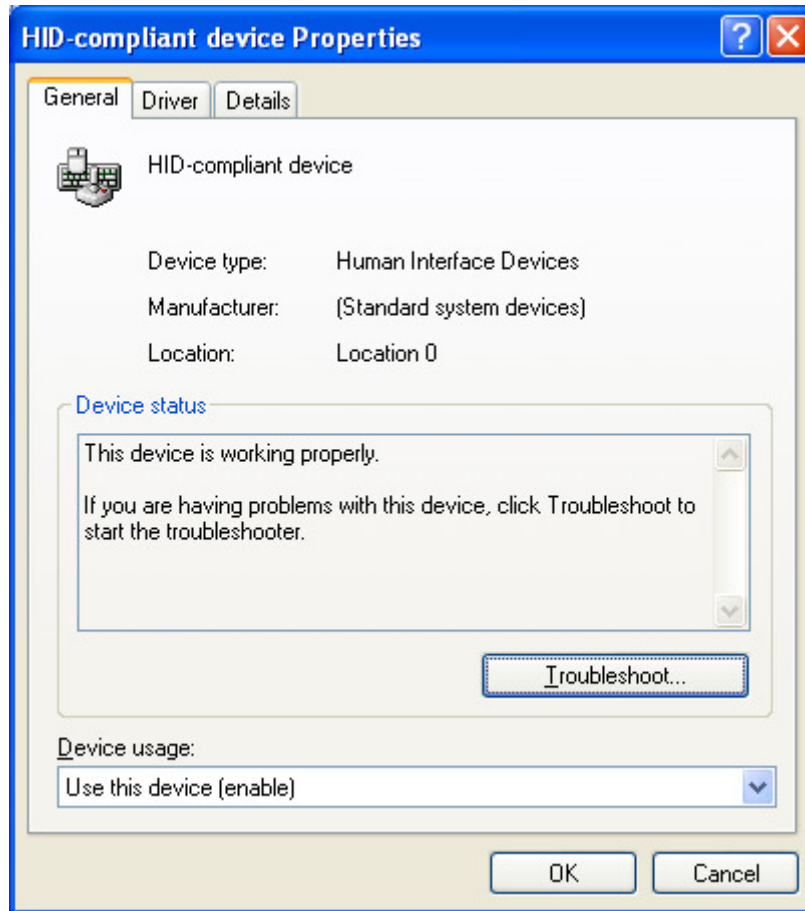 HID-compliant device Properties
General Driver Details
HID-compliant device
Device type: Human Interface Devices
Manufacturer: (Standard system devices)
Location: Location 0
Device status
This device is working properly.
If you are having problems with this device, click Troubleshoot to
start the troubleshooter.
Troubleshoot...
Device usage:
Use this device (enable)
OK Cancel